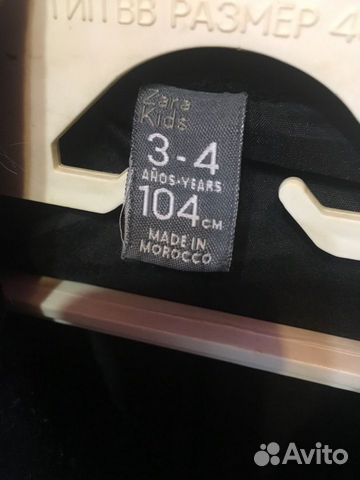 ТИП ВВ РАЗМЕР 4
Zara
Kids
3-4
AÑOS·YEARS
104CM
MADE IN
MOROCCO
Avito